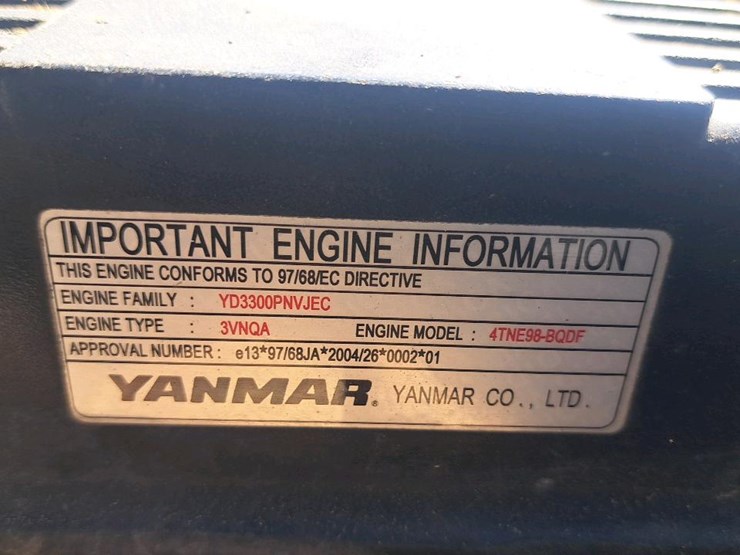 IMPORTANT ENGINE INFORMATION
THIS ENGINE CONFORMS TO 97/68/EC DIRECTIVE
ENGINE FAMILY : YD3300PNVJEC
ENGINE TYPE : 3VNQA ENGINE MODEL : 4TNE98-BQDF
APPROVAL NUMBER : e13*97/68JA*2004/26*0002*01
YANMAR. YANMAR CO., LTD.